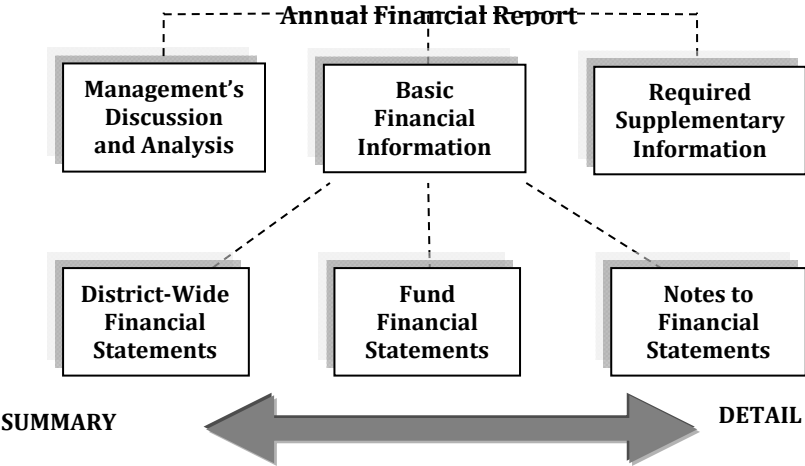 Annual Financial Report
Management's
Discussion
and Analysis
Basic
Financial
Information
Required
Supplementary
Information
District-Wide
Financial
Statements
Fund
Financial
Statements
Notes to
Financial
Statements
SUMMARY
DETAIL